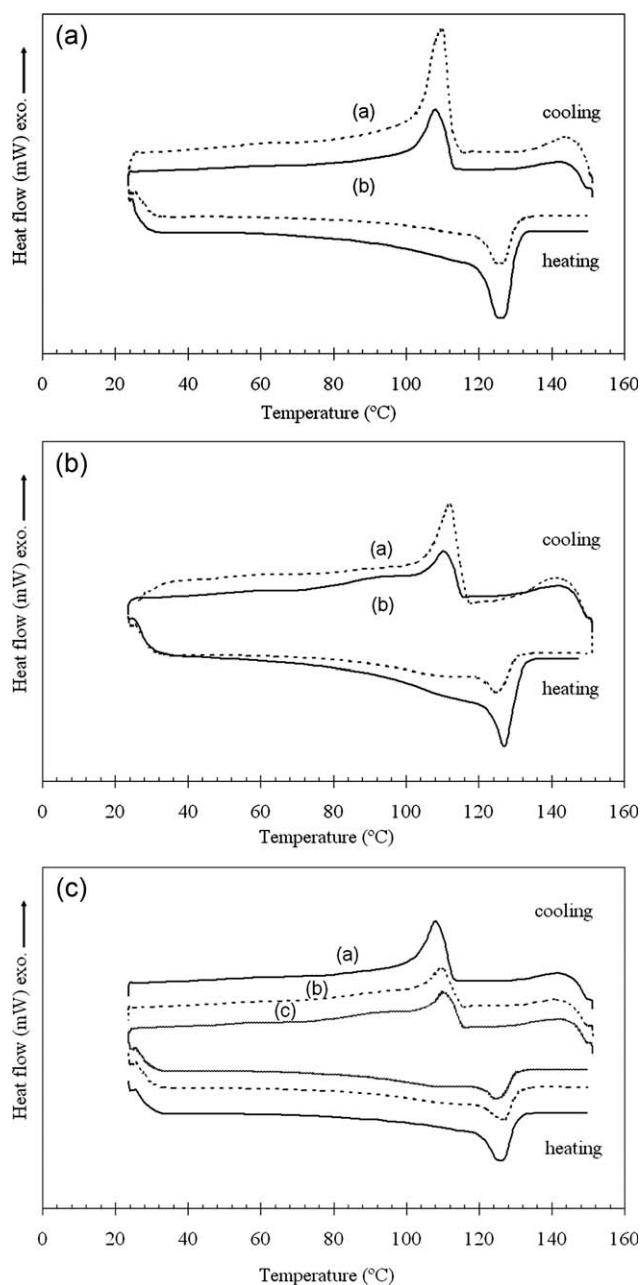 (a)
cooling
(a)
(b)
heating
Heat flow (mW) exo.
0 20 40 60 80 100 120 140 160
Temperature (°C)
(b)
cooling
(a)
(b)
heating
Heat flow (mW) exo.
0 20 40 60 80 100 120 140 160
Temperature (°C)
(c)
cooling
(a)
(b)
(c)
heating
Heat flow (mW) exo.
0 20 40 60 80 100 120 140 160
Temperature (°C)